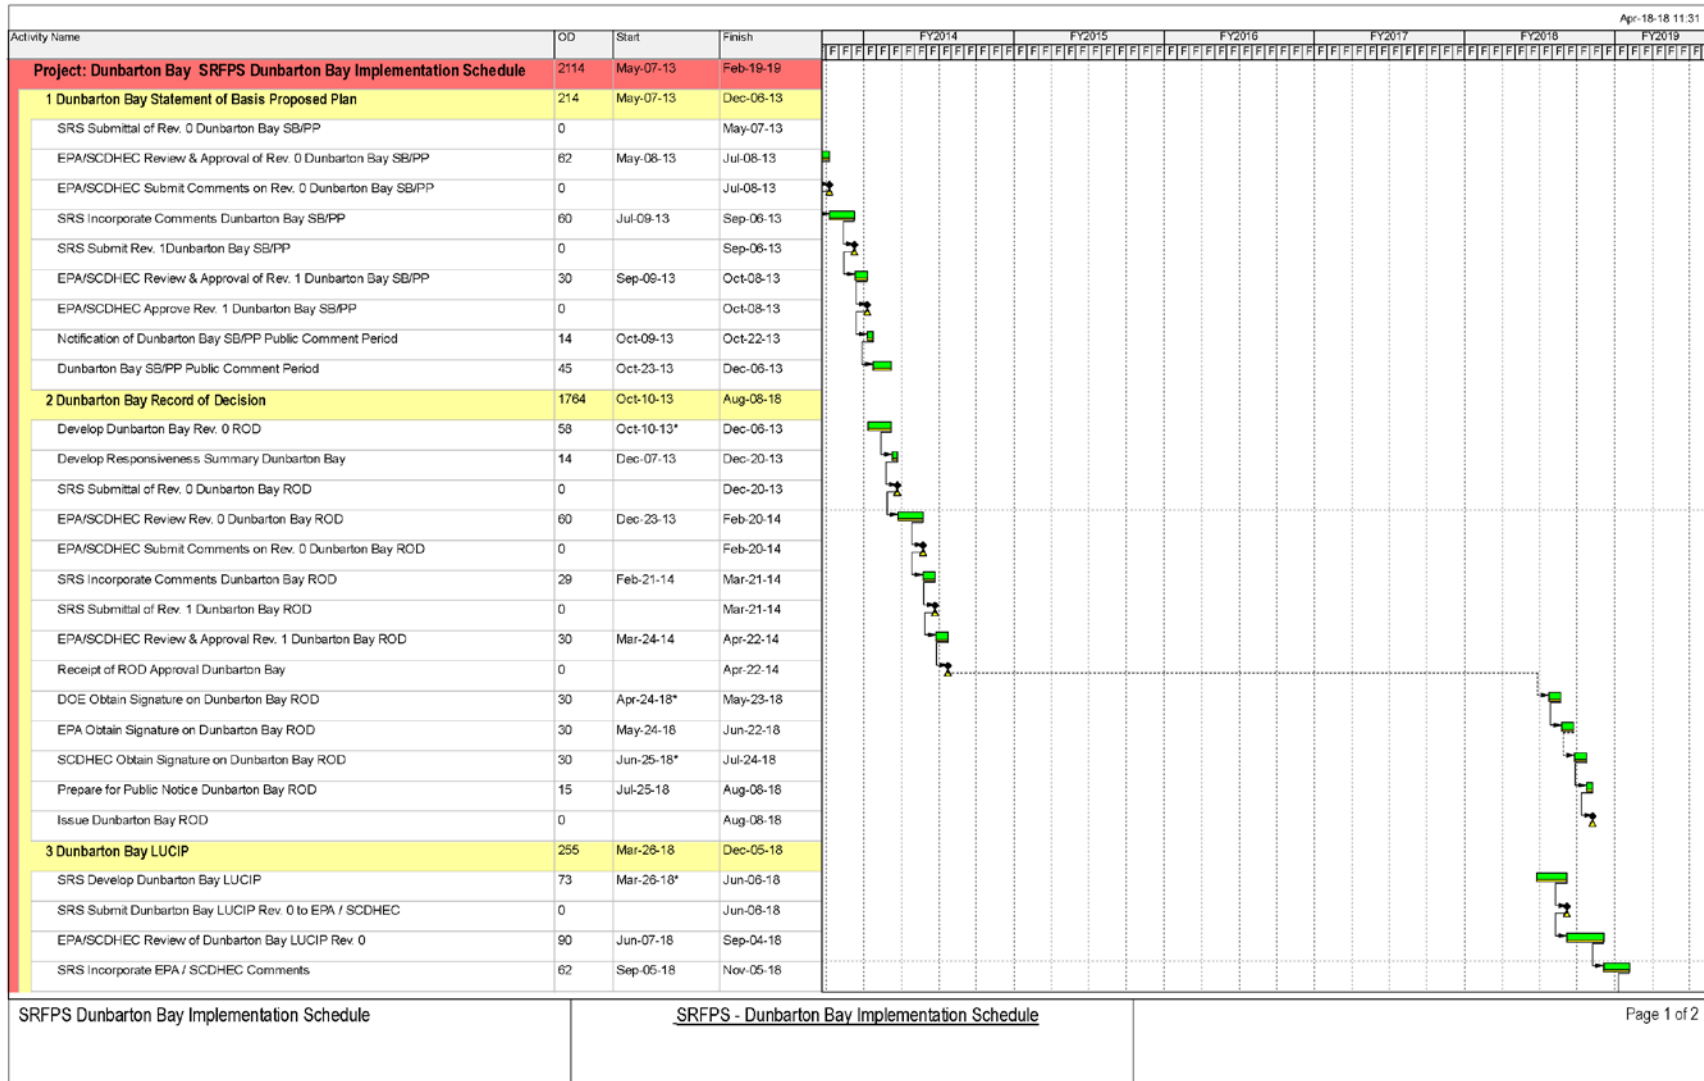 Apr-18-18 11:31
Activity Name OD Start Finish FY2014 FY2015 FY2016 FY2017 FY2018 FY2019
F F F F F F F F F F F F F F F F F F F F F F F F F F F F F F F F F F F F F F F F F F F F F F F F F F F F F F F F F F
Project: Dunbarton Bay SRFPS Dunbarton Bay Implementation Schedule 2114 May-07-13 Feb-19-19
1 Dunbarton Bay Statement of Basis Proposed Plan 214 May-07-13 Dec-06-13
SRS Submittal of Rev. 0 Dunbarton Bay SB/PP 0 May-07-13
EPA/SCDHEC Review & Approval of Rev. 0 Dunbarton Bay SB/PP 62 May-08-13 Jul-08-13
EPA/SCDHEC Submit Comments on Rev. 0 Dunbarton Bay SB/PP 0 Jul-08-13
SRS Incorporate Comments Dunbarton Bay SB/PP 60 Jul-09-13 Sep-06-13
SRS Submit Rev. 1Dunbarton Bay SB/PP 0 Sep-06-13
EPA/SCDHEC Review & Approval of Rev. 1 Dunbarton Bay SB/PP 30 Sep-09-13 Oct-08-13
EPA/SCDHEC Approve Rev. 1 Dunbarton Bay SB/PP 0 Oct-08-13
Notification of Dunbarton Bay SB/PP Public Comment Period 14 Oct-09-13 Oct-22-13
Dunbarton Bay SB/PP Public Comment Period 45 Oct-23-13 Dec-06-13
2 Dunbarton Bay Record of Decision 1764 Oct-10-13 Aug-08-18
Develop Dunbarton Bay Rev. 0 ROD 58 Oct-10-13* Dec-06-13
Develop Responsiveness Summary Dunbarton Bay 14 Dec-07-13 Dec-20-13
SRS Submittal of Rev. 0 Dunbarton Bay ROD 0 Dec-20-13
EPA/SCDHEC Review Rev. 0 Dunbarton Bay ROD 60 Dec-23-13 Feb-20-14
EPA/SCDHEC Submit Comments on Rev. 0 Dunbarton Bay ROD 0 Feb-20-14
SRS Incorporate Comments Dunbarton Bay ROD 29 Feb-21-14 Mar-21-14
SRS Submittal of Rev. 1 Dunbarton Bay ROD 0 Mar-21-14
EPA/SCDHEC Review & Approval Rev. 1 Dunbarton Bay ROD 30 Mar-24-14 Apr-22-14
Receipt of ROD Approval Dunbarton Bay 0 Apr-22-14
DOE Obtain Signature on Dunbarton Bay ROD 30 Apr-24-18* May-23-18
EPA Obtain Signature on Dunbarton Bay ROD 30 May-24-18 Jun-22-18
SCDHEC Obtain Signature on Dunbarton Bay ROD 30 Jun-25-18* Jul-24-18
Prepare for Public Notice Dunbarton Bay ROD 15 Jul-25-18 Aug-08-18
Issue Dunbarton Bay ROD 0 Aug-08-18
3 Dunbarton Bay LUCIP 255 Mar-26-18 Dec-05-18
SRS Develop Dunbarton Bay LUCIP 73 Mar-26-18* Jun-06-18
SRS Submit Dunbarton Bay LUCIP Rev. 0 to EPA / SCDHEC 0 Jun-06-18
EPA/SCDHEC Review of Dunbarton Bay LUCIP Rev. 0 90 Jun-07-18 Sep-04-18
SRS Incorporate EPA / SCDHEC Comments 62 Sep-05-18 Nov-05-18
SRFPS Dunbarton Bay Implementation Schedule SRFPS - Dunbarton Bay Implementation Schedule Page 1 of 2